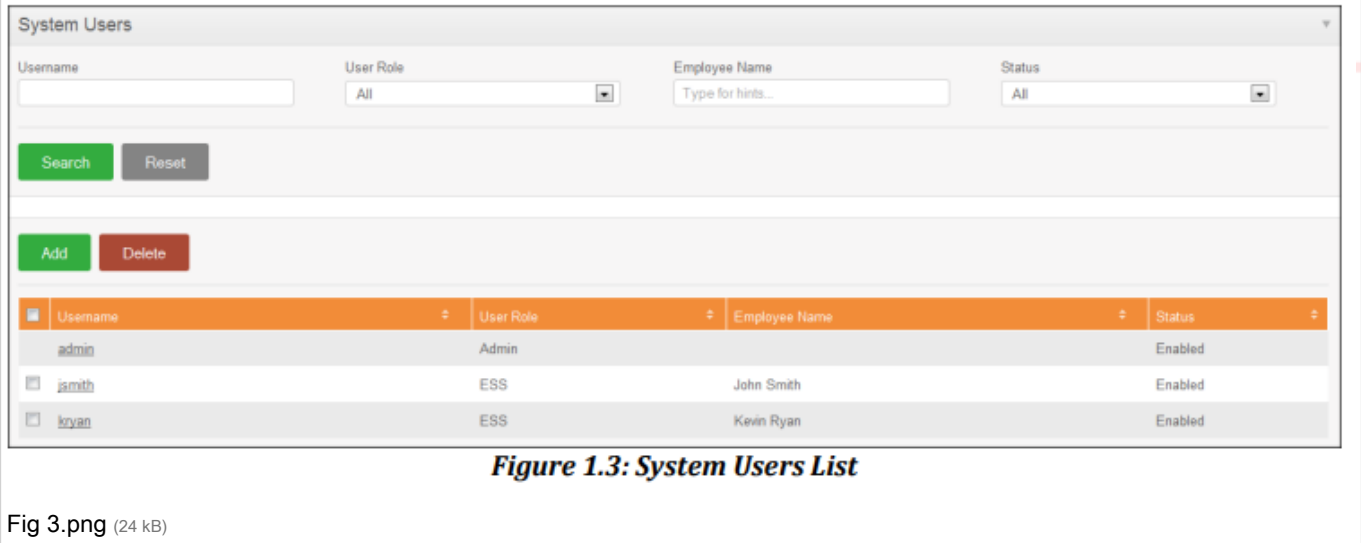 System Users
Username User Role Employee Name Status
All Type for hints... All
Search Reset
Add Delete
Username User Role Employee Name Status
admin Admin Enabled
jsmith ESS John Smith Enabled
kryan ESS Kevin Ryan Enabled
Figure 1.3: System Users List
Fig 3.png (24 kB)